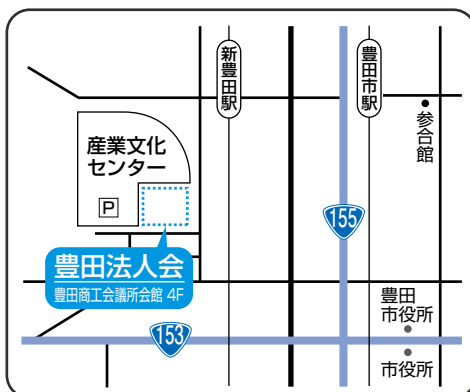 新豊田駅
豊田市駅
参合館
産業文化
センター
P
155
豊田法人会
豊田商工会議所会館 4F
豊田
市役所
153
市役所